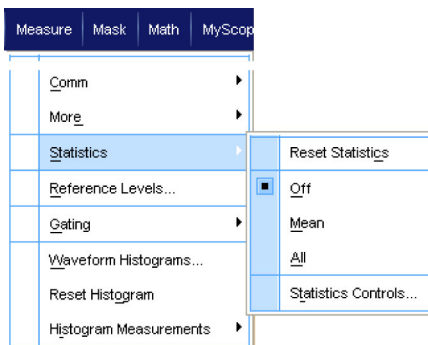 Measure Mask Math MyScop
Comm
More
Statistics
Reference Levels...
Gating
Waveform Histograms...
Reset Histogram
Histogram Measurements
Reset Statistics
Off
Mean
All
Statistics Controls...